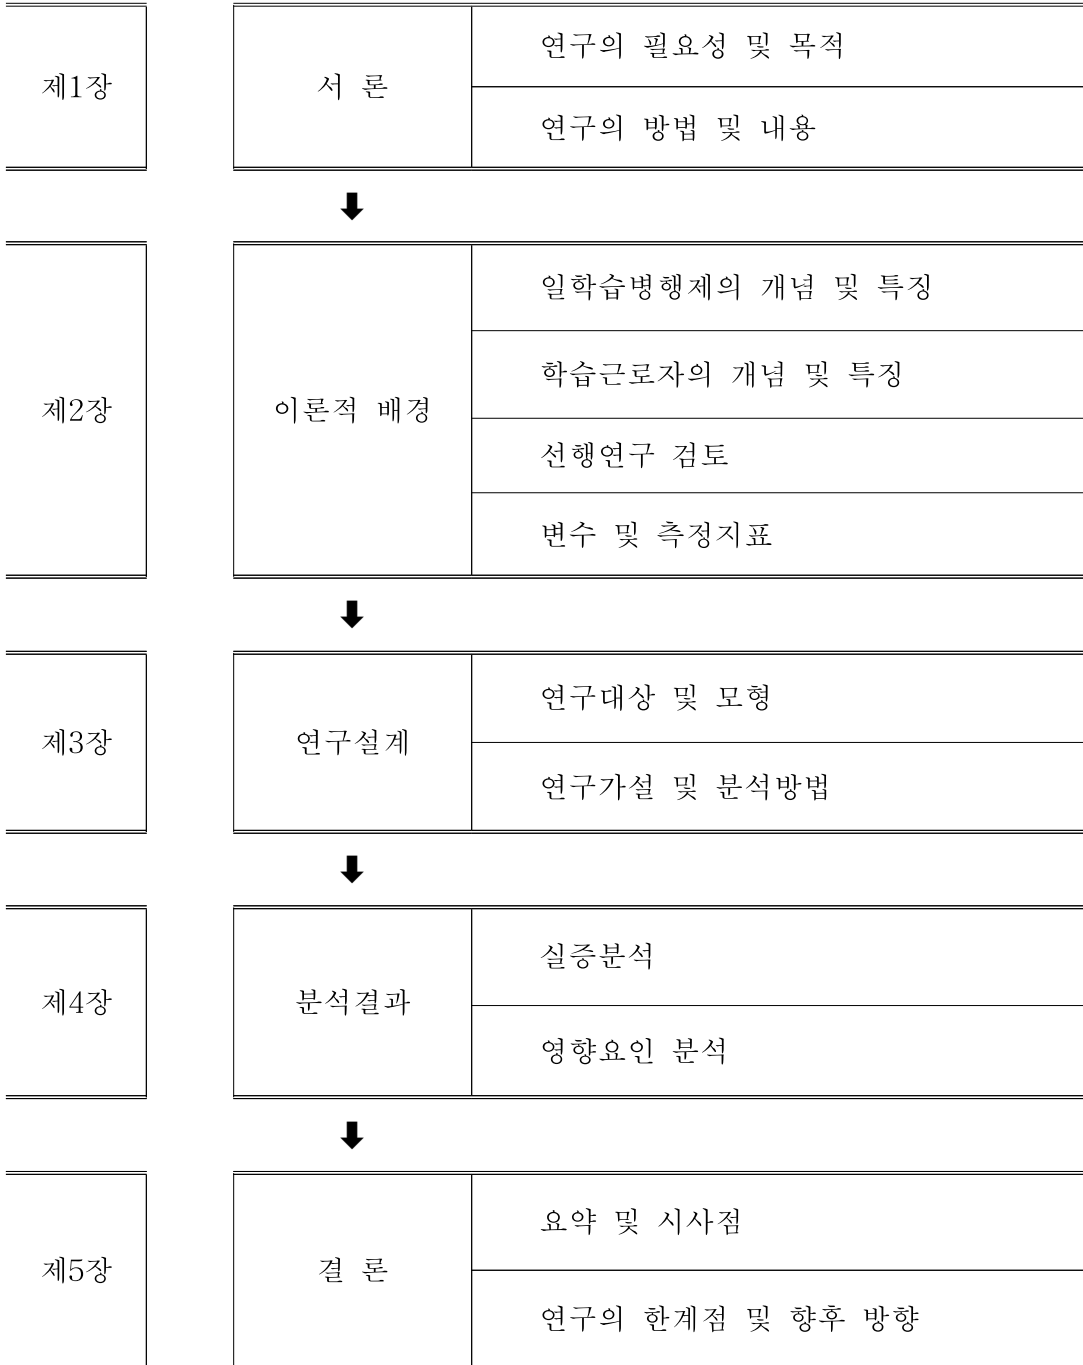 제1장
서 론
연구의 필요성 및 목적
연구의 방법 및 내용
제2장
이론적 배경
일학습병행제의 개념 및 특징
학습근로자의 개념 및 특징
선행연구 검토
변수 및 측정지표
제3장
연구설계
연구대상 및 모형
연구가설 및 분석방법
제4장
분석결과
실증분석
영향요인 분석
제5장
결 론
요약 및 시사점
연구의 한계점 및 향후 방향